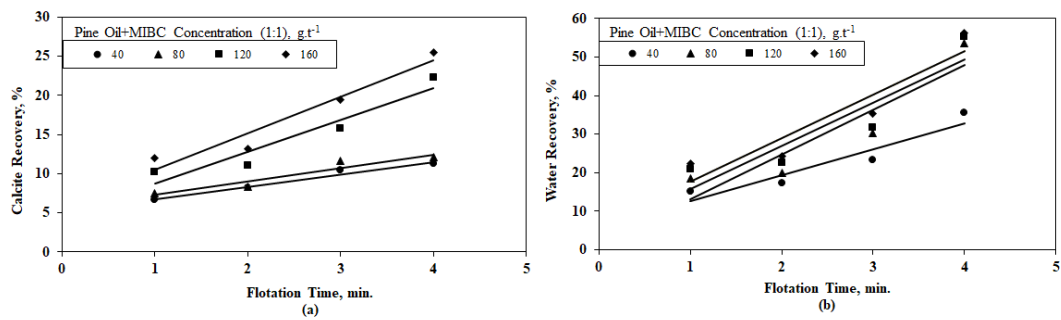 Pine Oil+MIBC Concentration (1:1), g.t⁻¹
40 80 120 160
Calcite Recovery, %
30
25
20
15
10
5
0
0 1 2 3 4 5
Flotation Time, min.
(a)
Pine Oil+MIBC Concentration (1:1), g.t⁻¹
40 80 120 160
Water Recovery, %
60
50
40
30
20
10
0
0 1 2 3 4 5
Flotation Time, min.
(b)